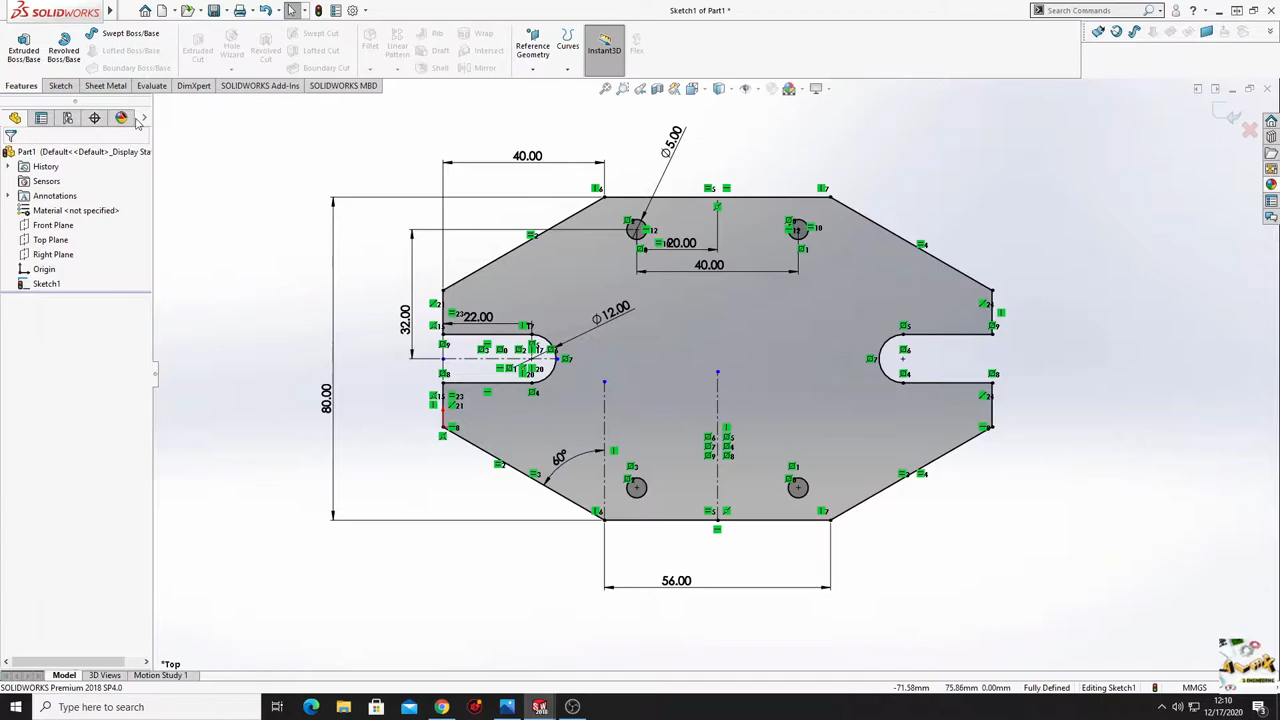 SOLIDWORKS
Sketch1 of Part1 *
Search Commands
Extruded Boss/Base
Revolved Boss/Base
Swept Boss/Base
Lofted Boss/Base
Boundary Boss/Base
Extruded Cut
Hole Wizard
Revolved Cut
Swept Cut
Lofted Cut
Boundary Cut
Fillet
Linear Pattern
Rib
Draft
Shell
Wrap
Intersect
Mirror
Reference Geometry
Curves
Instant3D
Flex
Features
Sketch
Sheet Metal
Evaluate
DimXpert
SOLIDWORKS Add-Ins
SOLIDWORKS MBD
Part1 (Default<<Default>_Display Sta
History
Sensors
Annotations
Material <not specified>
Front Plane
Top Plane
Right Plane
Origin
Sketch1
40.00
∅5.00
20.00
40.00
32.00
22.00
∅12.00
80.00
60°
56.00
*Top
Model
3D Views
Motion Study 1
SOLIDWORKS Premium 2018 SP4.0
-71.58mm
75.86mm
0.00mm
Fully Defined
Editing Sketch1
MMGS
Type here to search
12:10
12/17/2020